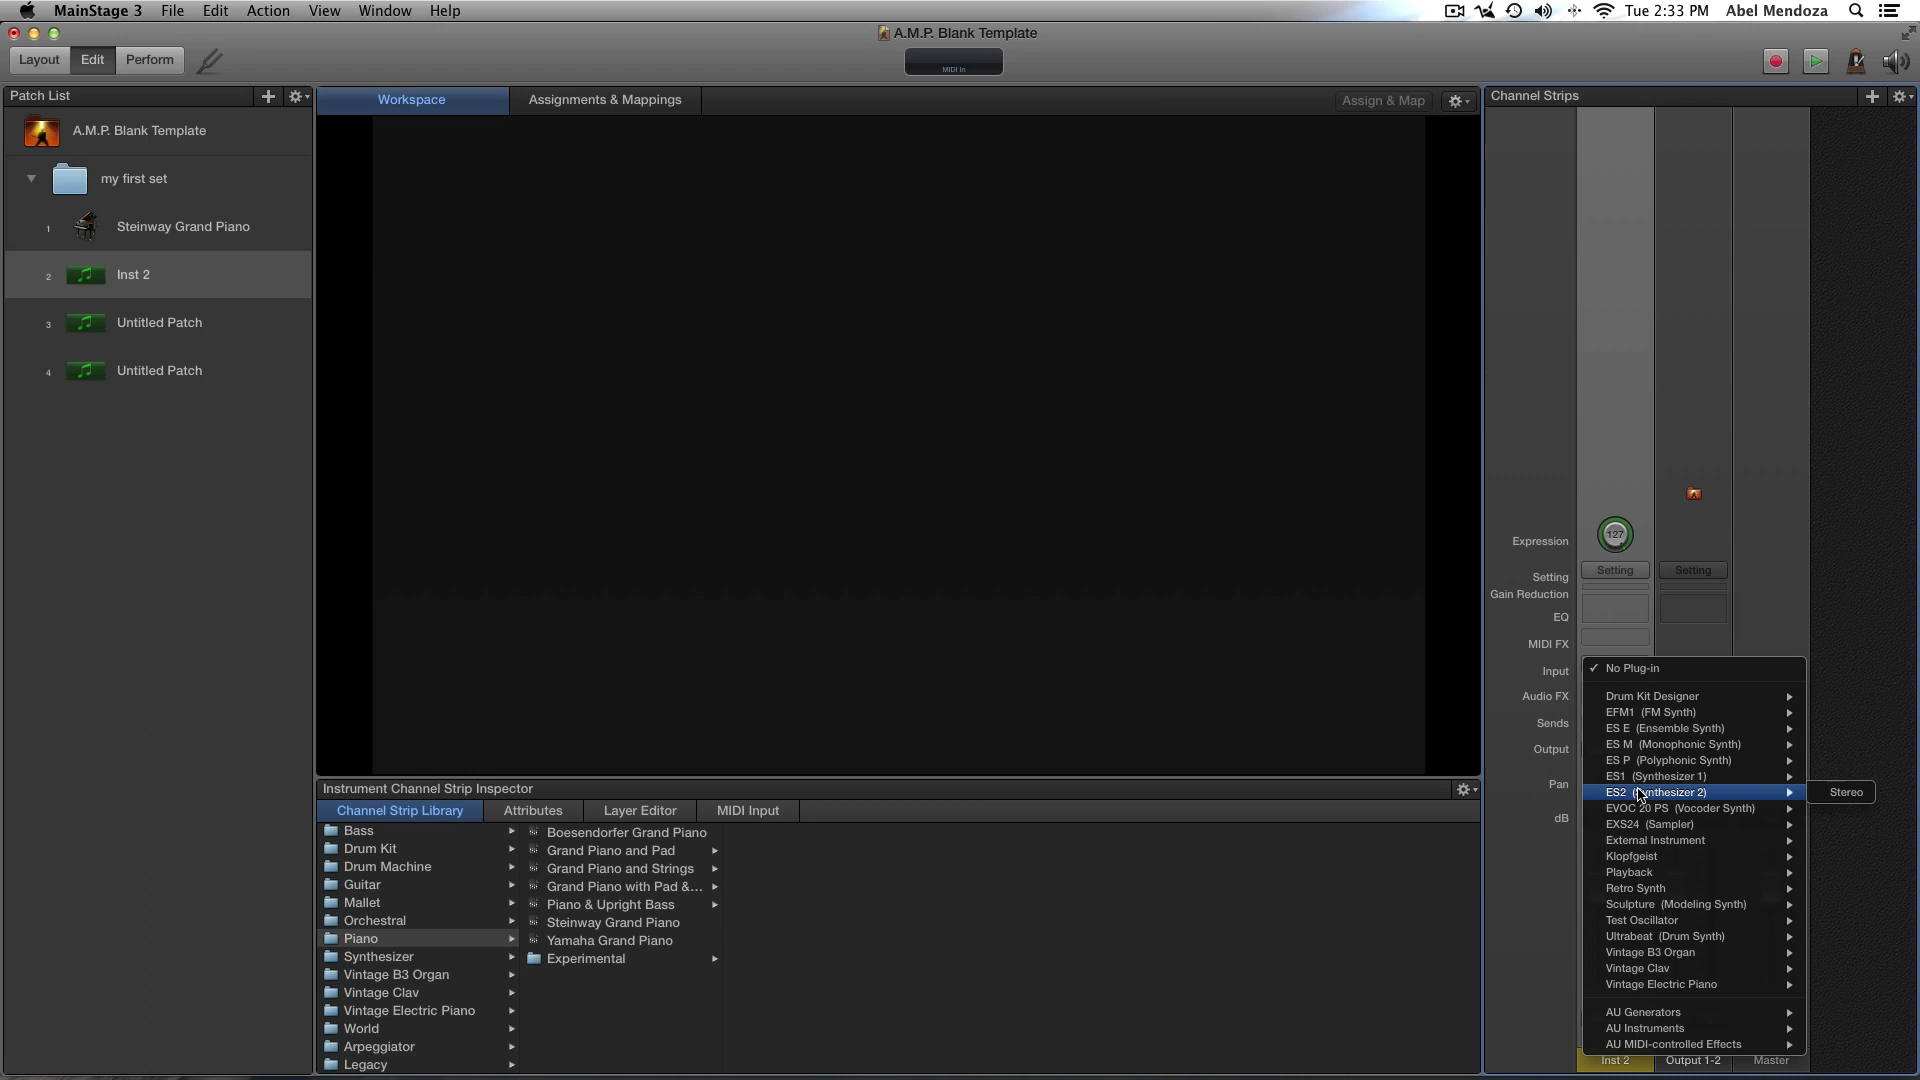 MainStage 3 File Edit Action View Window Help
Tue 2:33 PM Abel Mendoza
A.M.P. Blank Template
Layout Edit Perform
MIDI In
Patch List
Workspace Assignments & Mappings Assign & Map
Channel Strips
A.M.P. Blank Template
my first set
1 Steinway Grand Piano
2 Inst 2
3 Untitled Patch
4 Untitled Patch
Expression 127
Setting Setting Setting
Gain Reduction
EQ
MIDI FX
Input
Audio FX
Sends
Output
Pan
dB
✓ No Plug-in
Drum Kit Designer
EFM1 (FM Synth)
ES E (Ensemble Synth)
ES M (Monophonic Synth)
ES P (Polyphonic Synth)
ES1 (Synthesizer 1)
ES2 (Synthesizer 2) Stereo
EVOC 20 PS (Vocoder Synth)
EXS24 (Sampler)
External Instrument
Klopfgeist
Playback
Retro Synth
Sculpture (Modeling Synth)
Test Oscillator
Ultrabeat (Drum Synth)
Vintage B3 Organ
Vintage Clav
Vintage Electric Piano
AU Generators
AU Instruments
AU MIDI-controlled Effects
Inst 2 Output 1-2 Master
Instrument Channel Strip Inspector
Channel Strip Library Attributes Layer Editor MIDI Input
Bass
Drum Kit
Drum Machine
Guitar
Mallet
Orchestral
Piano
Synthesizer
Vintage B3 Organ
Vintage Clav
Vintage Electric Piano
World
Arpeggiator
Legacy
Boesendorfer Grand Piano
Grand Piano and Pad
Grand Piano and Strings
Grand Piano with Pad &...
Piano & Upright Bass
Steinway Grand Piano
Yamaha Grand Piano
Experimental